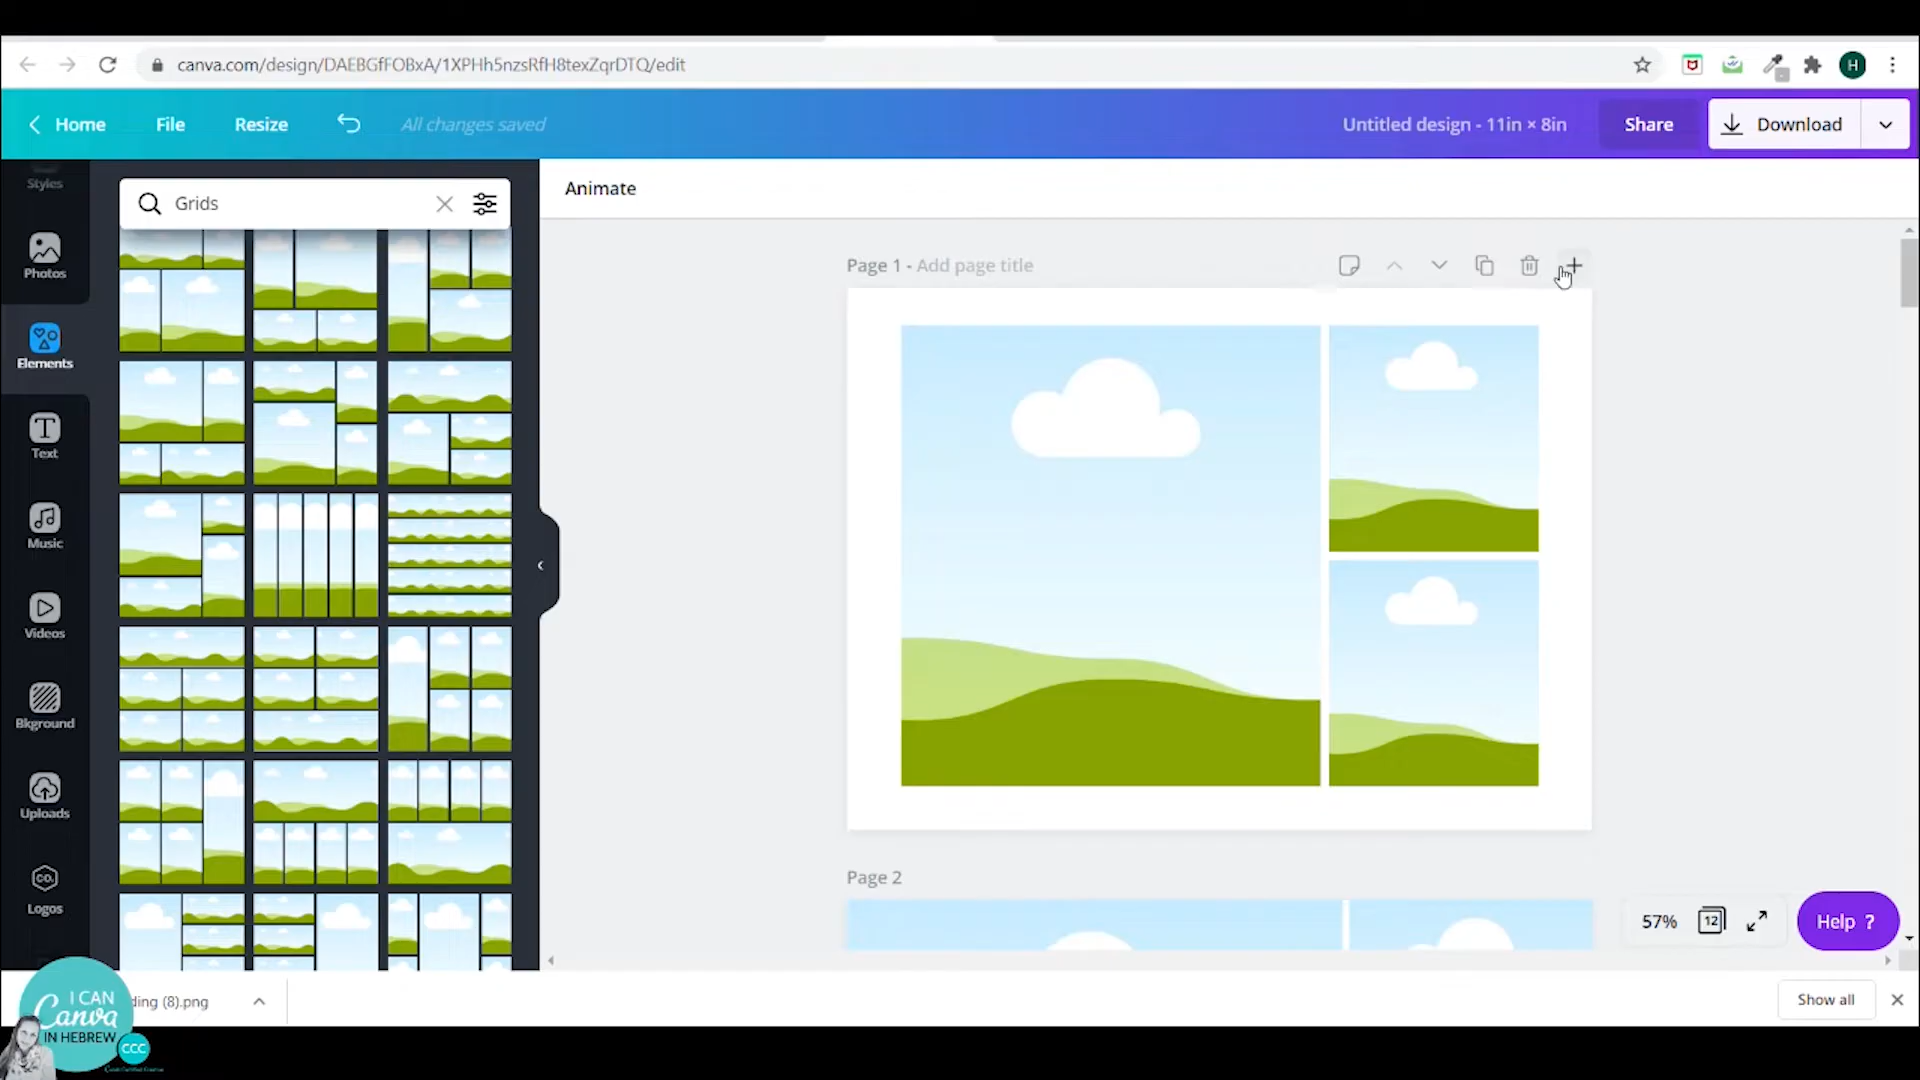 canva.com/design/DAEBGfFOBxA/1XPHh5nzsRfH8texZqrDTQ/edit
H
Home File Resize All changes saved Untitled design - 11in × 8in Share Download
Styles
Grids
Animate
Photos
Page 1 - Add page title
Elements
Text
Music
Videos
Bkground
Uploads
Page 2
CO.
Logos
57% 12 Help ?
ding (8).png
Show all
I CAN
Canva
IN HEBREW
CCC